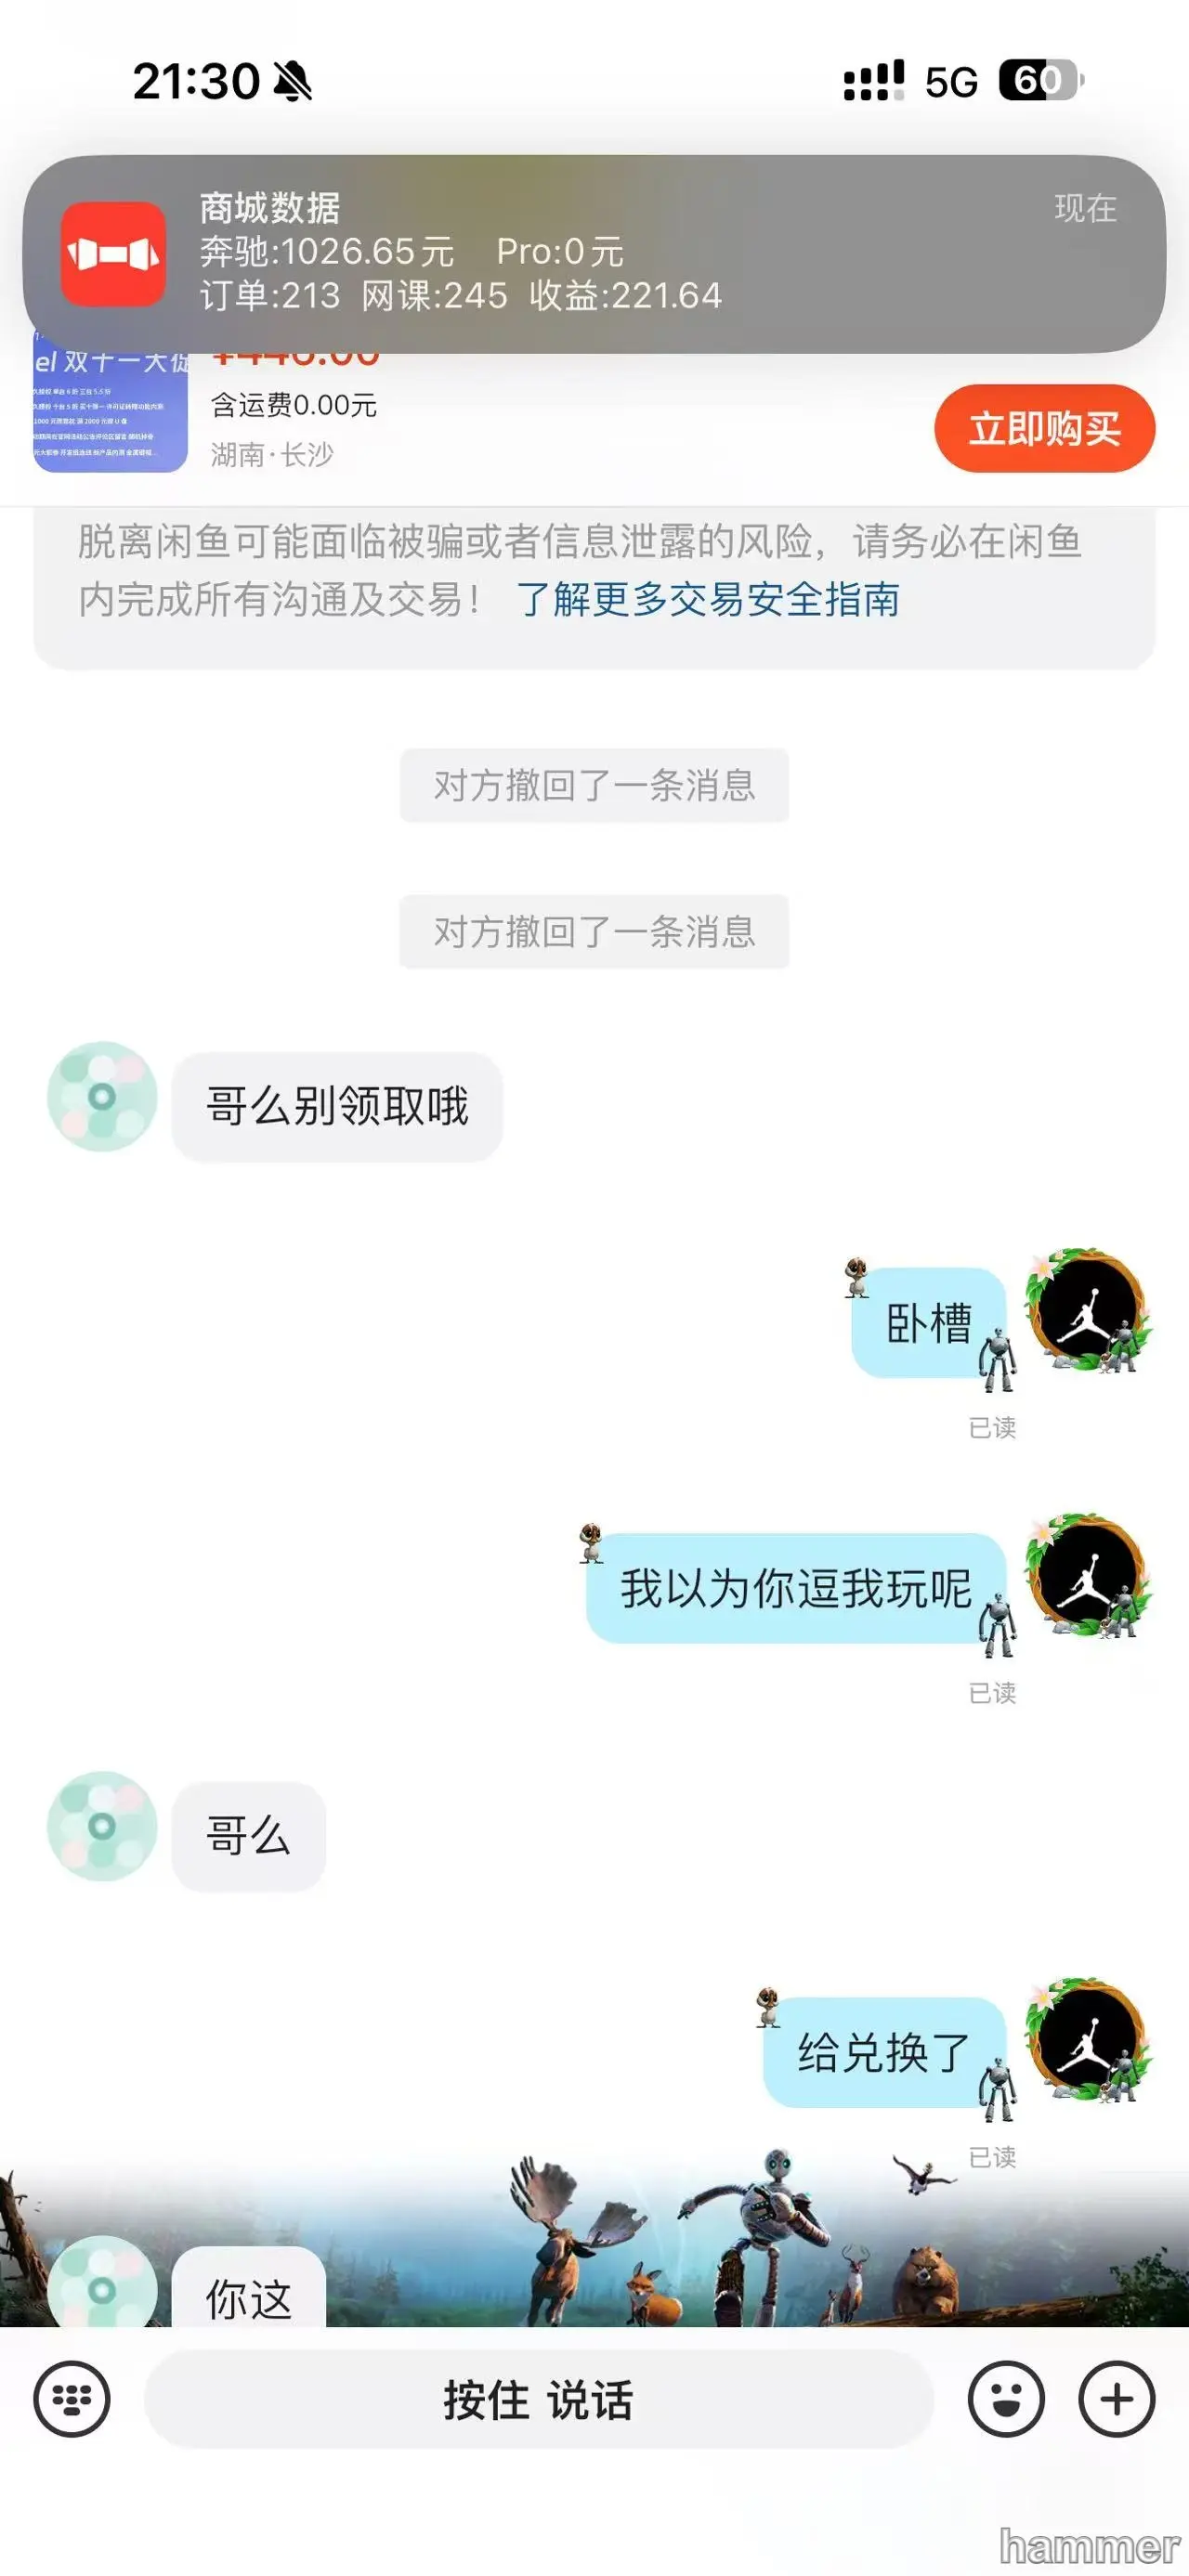 21:30
5G 60
商城数据 现在
奔驰:1026.65元 Pro:0元
订单:213 网课:245 收益:221.64
el 双十一大促
含运费0.00元
湖南·长沙
立即购买
脱离闲鱼可能面临被骗或者信息泄露的风险，请务必在闲鱼
内完成所有沟通及交易！ 了解更多交易安全指南
对方撤回了一条消息
对方撤回了一条消息
哥么别领取哦
卧槽
已读
我以为你逗我玩呢
已读
哥么
给兑换了
已读
你这
按住 说话
hammer